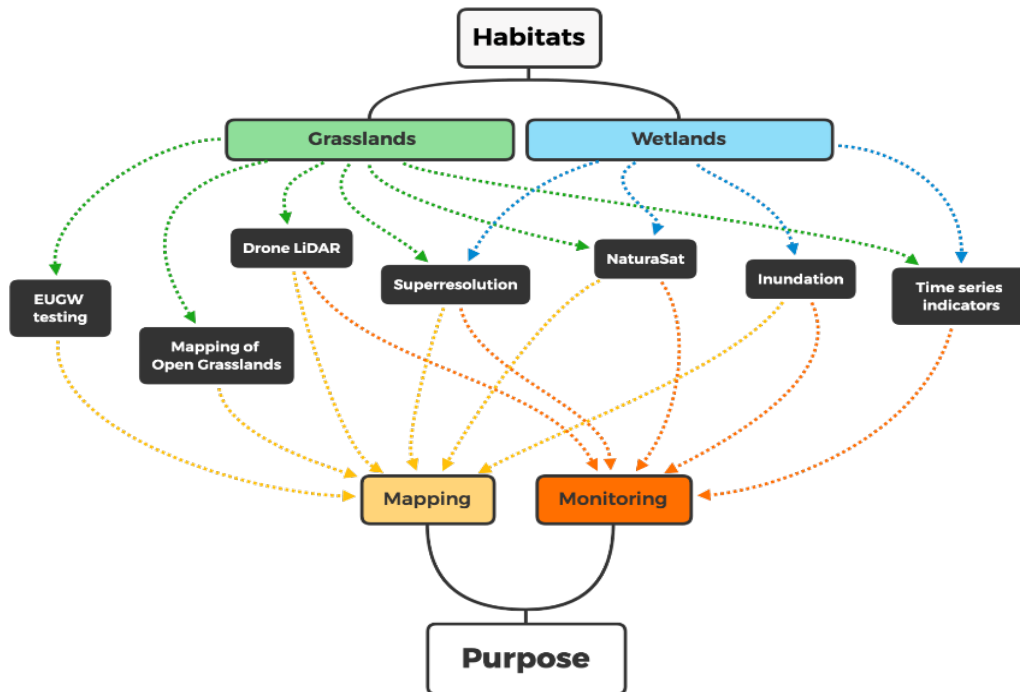 Habitats
Grasslands
Wetlands
Drone LiDAR
NaturaSat
Superresolution
Inundation
EUGW
testing
Time series
indicators
Mapping of
Open Grasslands
Mapping
Monitoring
Purpose